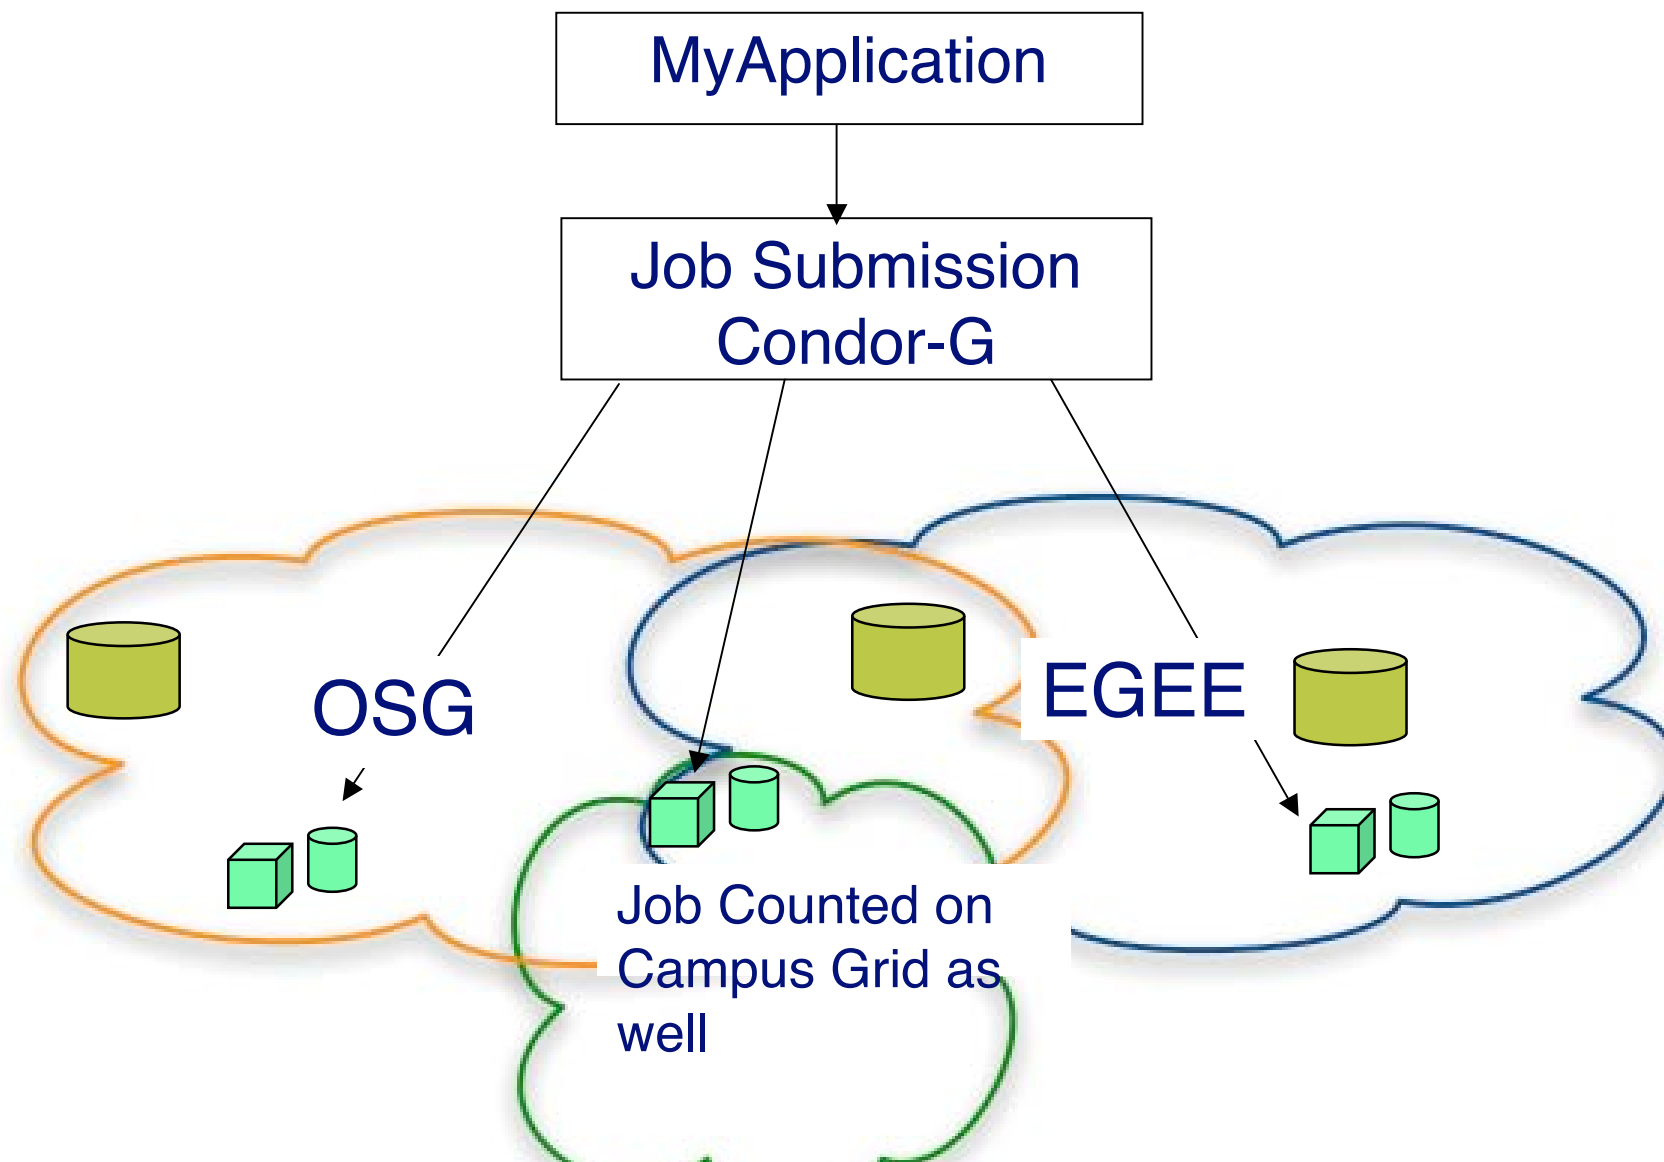 MyApplication
Job Submission
Condor-G
OSG
EGEE
Job Counted on
Campus Grid as
well